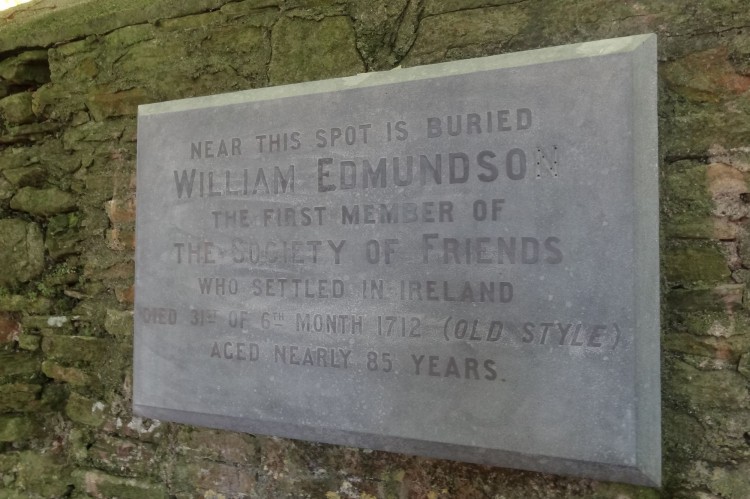 NEAR THIS SPOT IS BURIED
WILLIAM EDMUNDSON
THE FIRST MEMBER OF
THE SOCIETY OF FRIENDS
WHO SETTLED IN IRELAND
DIED 31ST OF 6TH MONTH 1712 (OLD STYLE)
AGED NEARLY 85 YEARS.